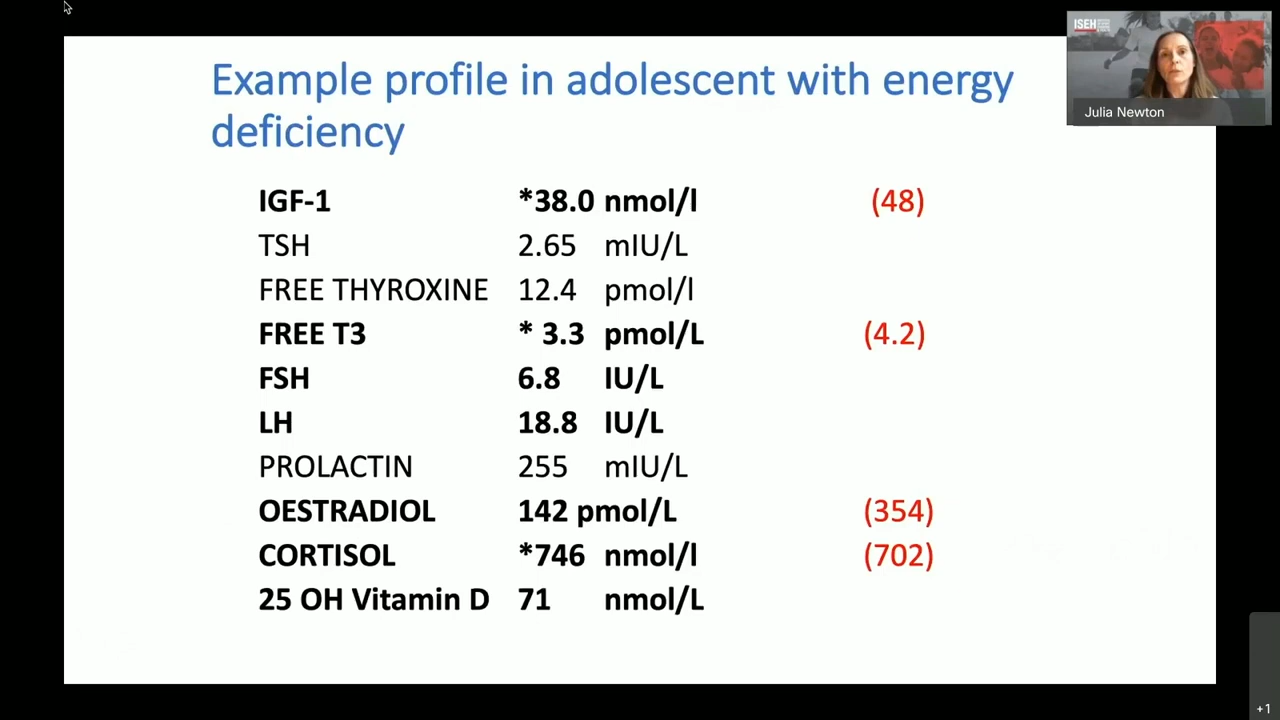 Example profile in adolescent with energy
deficiency
IGF-1 *38.0 nmol/l (48)
TSH 2.65 mIU/L
FREE THYROXINE 12.4 pmol/l
FREE T3 * 3.3 pmol/L (4.2)
FSH 6.8 IU/L
LH 18.8 IU/L
PROLACTIN 255 mIU/L
OESTRADIOL 142 pmol/L (354)
CORTISOL *746 nmol/l (702)
25 OH Vitamin D 71 nmol/L
ISEH
Julia Newton
+1